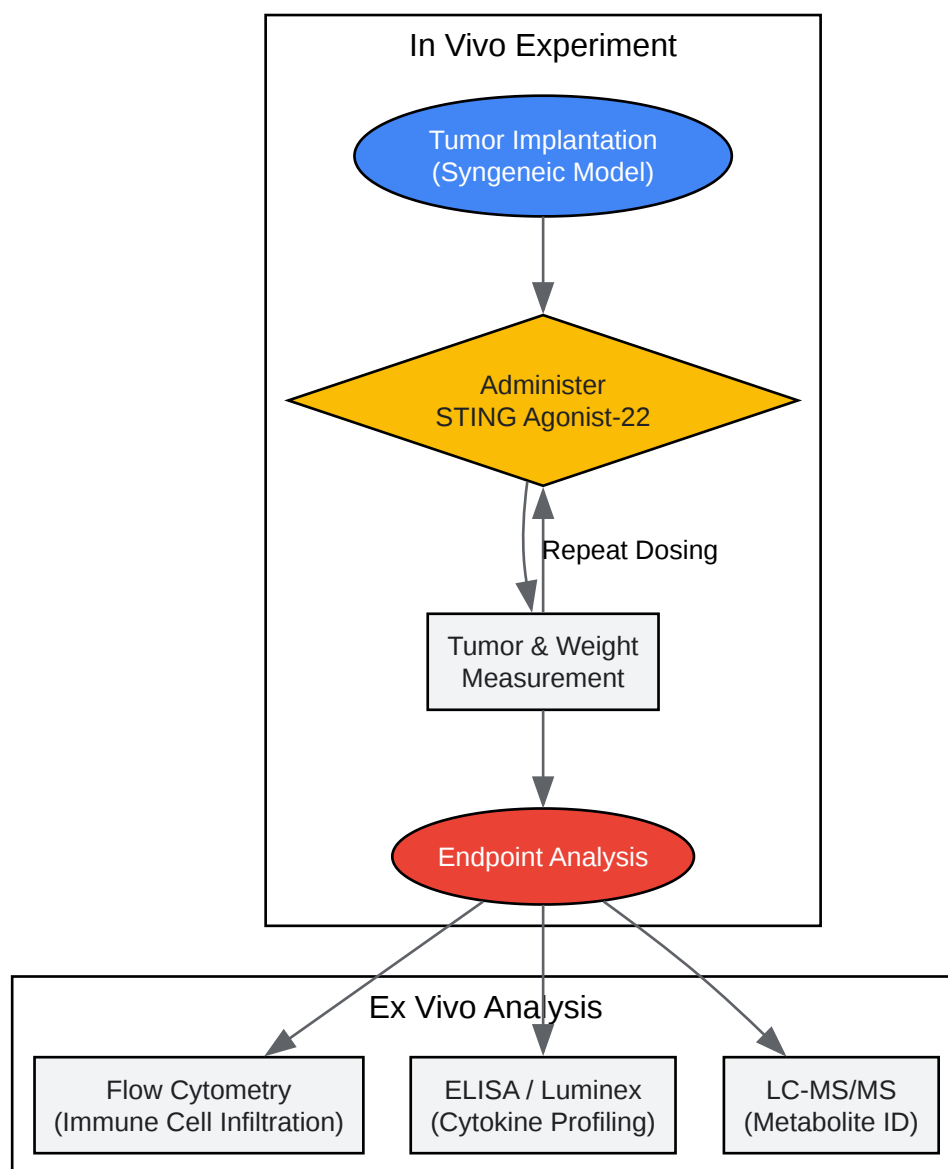 In Vivo Experiment
Tumor Implantation
(Syngeneic Model)
Administer
STING Agonist-22
Repeat Dosing
Tumor & Weight
Measurement
Endpoint Analysis
Ex Vivo Analysis
Flow Cytometry
(Immune Cell Infiltration)
ELISA / Luminex
(Cytokine Profiling)
LC-MS/MS
(Metabolite ID)